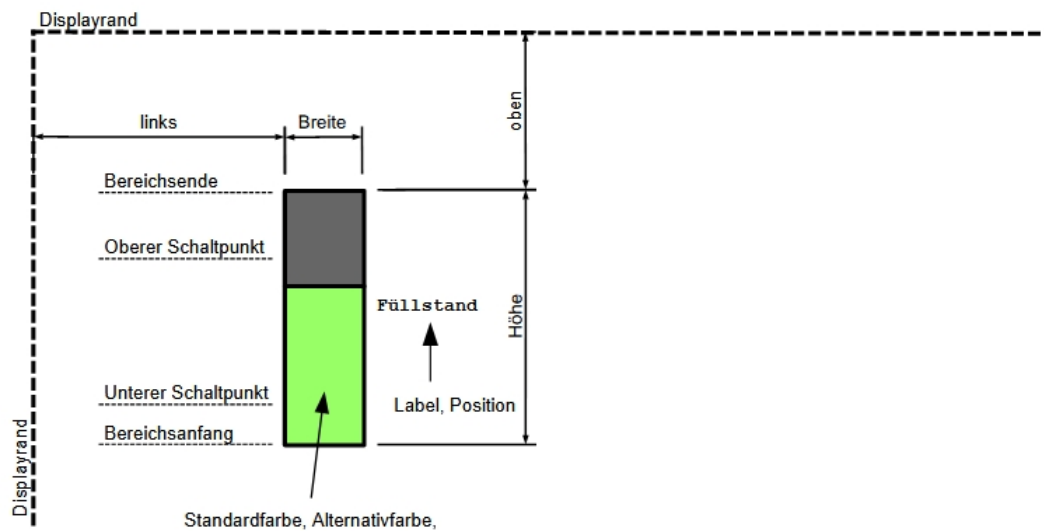 Displayrand
oben
links
Breite
Bereichsende
Oberer Schaltpunkt
Füllstand
Höhe
Unterer Schaltpunkt
Label, Position
Bereichsanfang
Displayrand
Standardfarbe, Alternativfarbe,